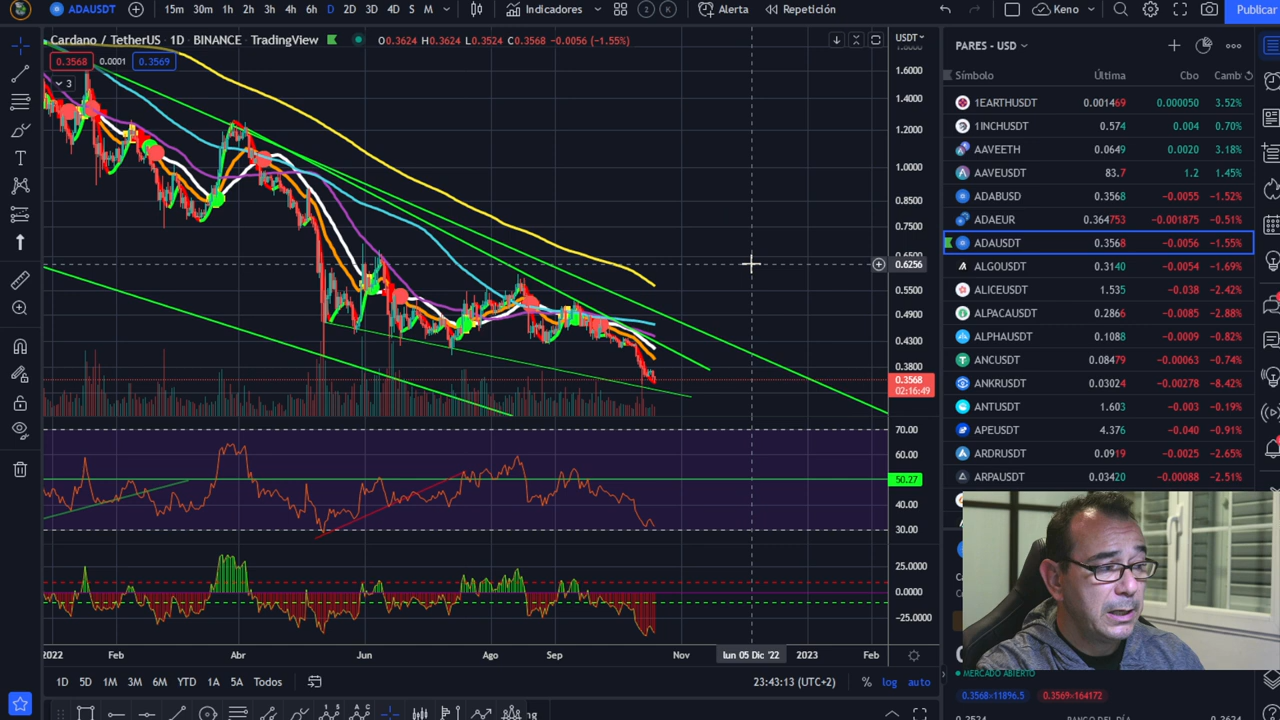 ADAUSDT 15m 30m 1h 2h 3h 4h 6h D 2D 3D 4D S M Indicadores 2 K Alerta Repetición Keno Publicar
Cardano / TetherUS · 1D · BINANCE · TradingView O0.3624 H0.3624 L0.3524 C0.3568 -0.0056 (-1.55%) USDT
0.3568 0.0001 0.3569
3
1.6000
1.4000
1.2000
1.0000
0.8500
0.7500
0.6256
0.5500
0.4900
0.4300
0.3800
0.3568
02:16:49
70.00
60.00
50.27
40.00
30.00
25.0000
0.0000
-25.0000
2022 Feb Abr Jun Ago Sep Nov lun 05 Dic '22 2023 Feb
1D 5D 1M 3M 6M YTD 1A 5A Todos 23:43:13 (UTC+2) % log auto
PARES - USD
Símbolo Última Cbo Camb
1EARTHUSDT 0.001469 0.000050 3.52%
1INCHUSDT 0.574 0.004 0.70%
AAVEETH 0.0649 0.0020 3.18%
AAVEUSDT 83.7 1.2 1.45%
ADABUSD 0.3568 -0.0055 -1.52%
ADAEUR 0.364753 -0.001875 -0.51%
ADAUSDT 0.3568 -0.0056 -1.55%
ALGOUSDT 0.3140 -0.0054 -1.69%
ALICEUSDT 1.535 -0.038 -2.42%
ALPACAUSDT 0.2866 -0.0085 -2.88%
ALPHAUSDT 0.1088 -0.0009 -0.82%
ANCUSDT 0.08479 -0.00063 -0.74%
ANKRUSDT 0.03024 -0.00278 -8.42%
ANTUSDT 1.603 -0.003 -0.19%
APEUSDT 4.376 -0.040 -0.91%
ARDRUSDT 0.0919 -0.0025 -2.65%
ARPAUSDT 0.03420 -0.00088 -2.51%
MERCADO ABIERTO
0.3568×11896.5 0.3569×164172